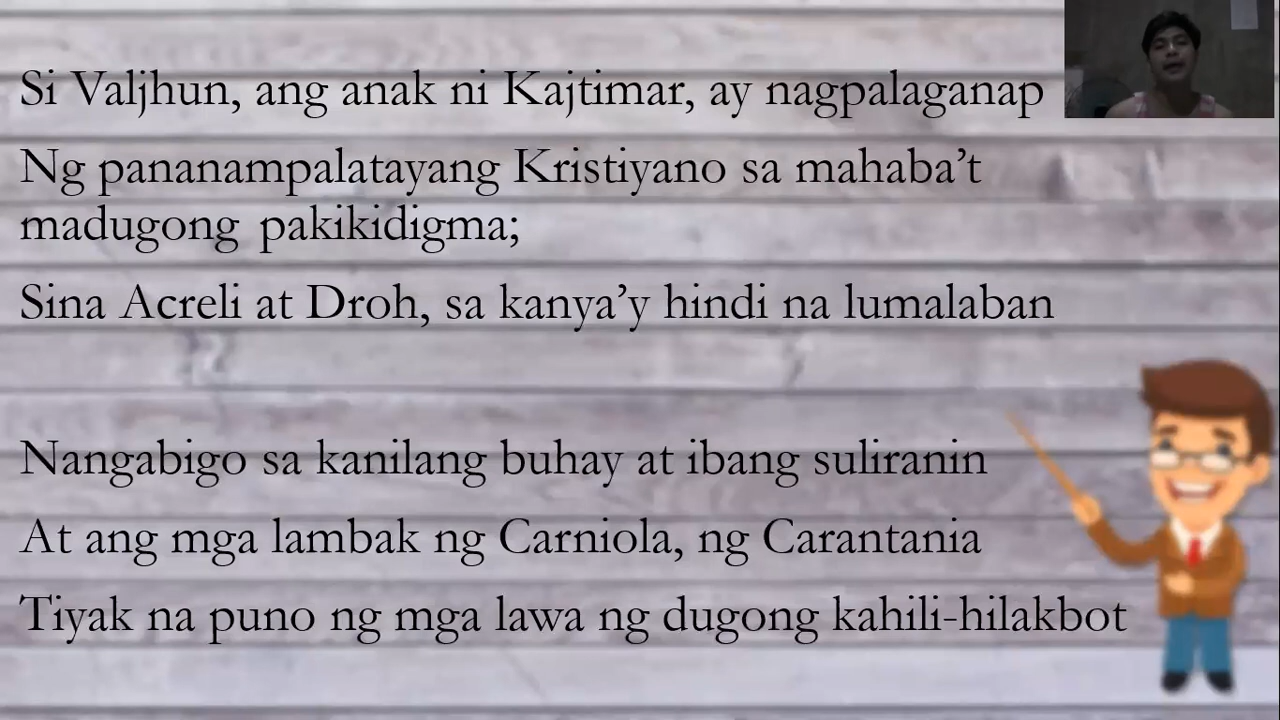 Si Valjhun, ang anak ni Kajtimar, ay nagpalaganap
Ng pananampalatayang Kristiyano sa mahaba’t
madugong pakikidigma;
Sina Acreli at Droh, sa kanya’y hindi na lumalaban
Nangabigo sa kanilang buhay at ibang suliranin
At ang mga lambak ng Carniola, ng Carantania
Tiyak na puno ng mga lawa ng dugong kahili-hilakbot